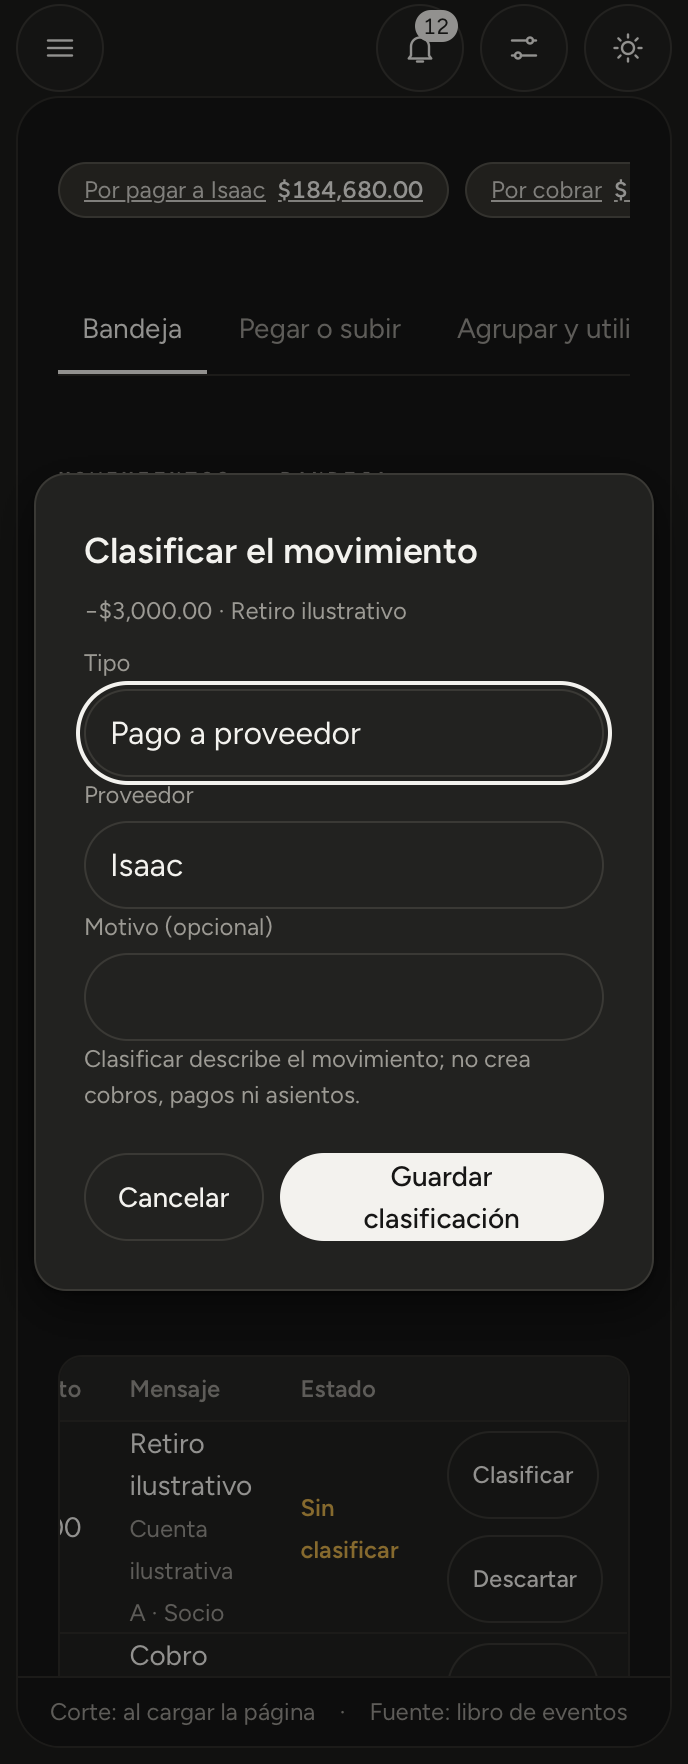 12
Por pagar a Isaac $184,680.00 Por cobrar $
Bandeja Pegar o subir Agrupar y utili
Clasificar el movimiento
−$3,000.00 · Retiro ilustrativo
Tipo
Pago a proveedor
Proveedor
Isaac
Motivo (opcional)
Clasificar describe el movimiento; no crea
cobros, pagos ni asientos.
Cancelar
Guardar
clasificación
to Mensaje Estado
00
Retiro
ilustrativo
Cuenta
ilustrativa
A · Socio
Sin
clasificar
Clasificar
Descartar
Cobro
Corte: al cargar la página · Fuente: libro de eventos